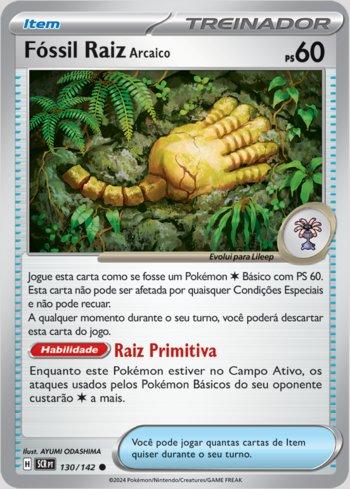 Item
TREINADOR
Fóssil Raiz Arcaico
PS 60
Evolui para Lileep
Jogue esta carta como se fosse um Pokémon ✶ Básico com PS 60.
Esta carta não pode ser afetada por quaisquer Condições Especiais
e não pode recuar.
A qualquer momento durante o seu turno, você poderá descartar
esta carta do jogo.
Habilidade Raiz Primitiva
Enquanto este Pokémon estiver no Campo Ativo, os
ataques usados pelos Pokémon Básicos do seu oponente
custarão ✶ a mais.
Ilust. AYUMI ODASHIMA
H SCR PT 130/142 ●
Você pode jogar quantas cartas de Item
quiser durante o seu turno.
©2024 Pokémon/Nintendo/Creatures/GAME FREAK